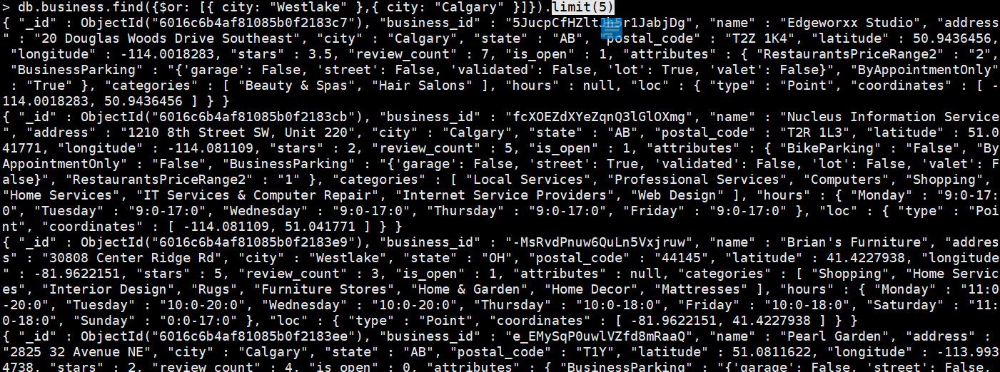 > db.business.find({$or: [{ city: "Westlake" },{ city: "Calgary" }]}).limit(5)
{ "_id" : ObjectId("6016c6b4af81085b0f2183c7"), "business_id" : "5JucpCfHZltJh5r1JabjDg", "name" : "Edgeworxx Studio", "address
" : "20 Douglas Woods Drive Southeast", "city" : "Calgary", "state" : "AB", "postal_code" : "T2Z 1K4", "latitude" : 50.9436456,
"longitude" : -114.0018283, "stars" : 3.5, "review_count" : 7, "is_open" : 1, "attributes" : { "RestaurantsPriceRange2" : "2",
"BusinessParking" : "{'garage': False, 'street': False, 'validated': False, 'lot': True, 'valet': False}", "ByAppointmentOnly"
: "True" }, "categories" : [ "Beauty & Spas", "Hair Salons" ], "hours" : null, "loc" : { "type" : "Point", "coordinates" : [ -
114.0018283, 50.9436456 ] } }
{ "_id" : ObjectId("6016c6b4af81085b0f2183cb"), "business_id" : "fcXOEZdXYeZqnQ3lGlOXmg", "name" : "Nucleus Information Service
", "address" : "1210 8th Street SW, Unit 220", "city" : "Calgary", "state" : "AB", "postal_code" : "T2R 1L3", "latitude" : 51.0
41771, "longitude" : -114.081109, "stars" : 2, "review_count" : 5, "is_open" : 1, "attributes" : { "BikeParking" : "False", "By
AppointmentOnly" : "False", "BusinessParking" : "{'garage': False, 'street': True, 'validated': False, 'lot': False, 'valet': F
alse}", "RestaurantsPriceRange2" : "1" }, "categories" : [ "Local Services", "Professional Services", "Computers", "Shopping",
"Home Services", "IT Services & Computer Repair", "Internet Service Providers", "Web Design" ], "hours" : { "Monday" : "9:0-17:
0", "Tuesday" : "9:0-17:0", "Wednesday" : "9:0-17:0", "Thursday" : "9:0-17:0", "Friday" : "9:0-17:0" }, "loc" : { "type" : "Poi
nt", "coordinates" : [ -114.081109, 51.041771 ] } }
{ "_id" : ObjectId("6016c6b4af81085b0f2183e9"), "business_id" : "-MsRvdPnuw6QuLn5Vxjruw", "name" : "Brian's Furniture", "addres
s" : "30808 Center Ridge Rd", "city" : "Westlake", "state" : "OH", "postal_code" : "44145", "latitude" : 41.4227938, "longitude
" : -81.9622151, "stars" : 5, "review_count" : 3, "is_open" : 1, "attributes" : null, "categories" : [ "Shopping", "Home Servic
es", "Interior Design", "Rugs", "Furniture Stores", "Home & Garden", "Home Decor", "Mattresses" ], "hours" : { "Monday" : "11:0
-20:0", "Tuesday" : "10:0-20:0", "Wednesday" : "10:0-20:0", "Thursday" : "10:0-18:0", "Friday" : "10:0-18:0", "Saturday" : "11:
0-18:0", "Sunday" : "0:0-17:0" }, "loc" : { "type" : "Point", "coordinates" : [ -81.9622151, 41.4227938 ] } }
{ "_id" : ObjectId("6016c6b4af81085b0f2183ee"), "business_id" : "e_EMySqP0uwlVZfd8mRaaQ", "name" : "Pearl Garden", "address" :
"2825 32 Avenue NE", "city" : "Calgary", "state" : "AB", "postal_code" : "T1Y", "latitude" : 51.0811622, "longitude" : -113.993
4738, "stars" : 2, "review_count" : 4, "is_open" : 0, "attributes" : { "BusinessParking" : "{'garage': False, 'street': False,